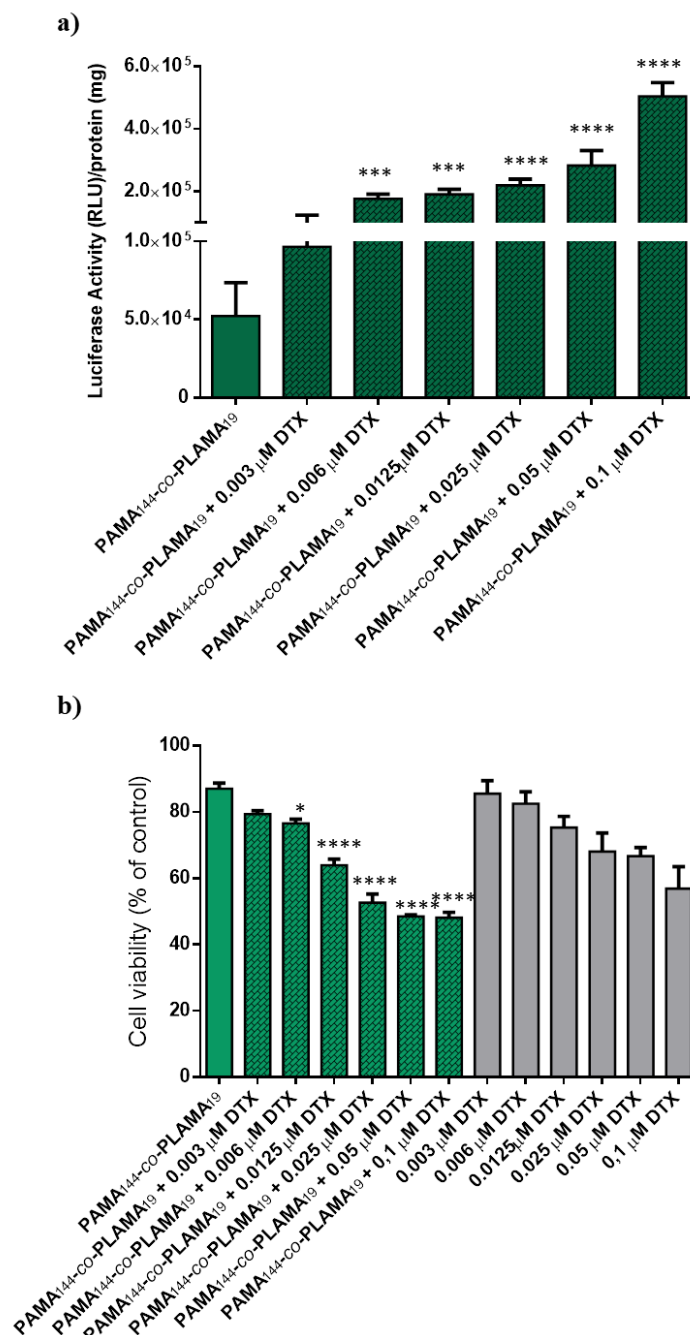 a)
Luciferase Activity (RLU)/protein (mg)
6.0×10⁵
4.0×10⁵
2.0×10⁵
1.0×10⁵
5.0×10⁴
0
***
***
****
****
****
PAMA₁₄₄-co-PLAMA₁₉
PAMA₁₄₄-co-PLAMA₁₉ + 0.003 μM DTX
PAMA₁₄₄-co-PLAMA₁₉ + 0.006 μM DTX
PAMA₁₄₄-co-PLAMA₁₉ + 0.0125μM DTX
PAMA₁₄₄-co-PLAMA₁₉ + 0.025 μM DTX
PAMA₁₄₄-co-PLAMA₁₉ + 0.05 μM DTX
PAMA₁₄₄-co-PLAMA₁₉ + 0.1 μM DTX
b)
Cell viability (% of control)
100
80
60
40
20
0
*
****
****
****
****
PAMA₁₄₄-co-PLAMA₁₉
PAMA₁₄₄-co-PLAMA₁₉ + 0.003 μM DTX
PAMA₁₄₄-co-PLAMA₁₉ + 0.006 μM DTX
PAMA₁₄₄-co-PLAMA₁₉ + 0.0125 μM DTX
PAMA₁₄₄-co-PLAMA₁₉ + 0.025 μM DTX
PAMA₁₄₄-co-PLAMA₁₉ + 0.05 μM DTX
PAMA₁₄₄-co-PLAMA₁₉ + 0,1 μM DTX
0.003 μM DTX
0.006 μM DTX
0.0125μM DTX
0.025 μM DTX
0.05 μM DTX
0,1 μM DTX